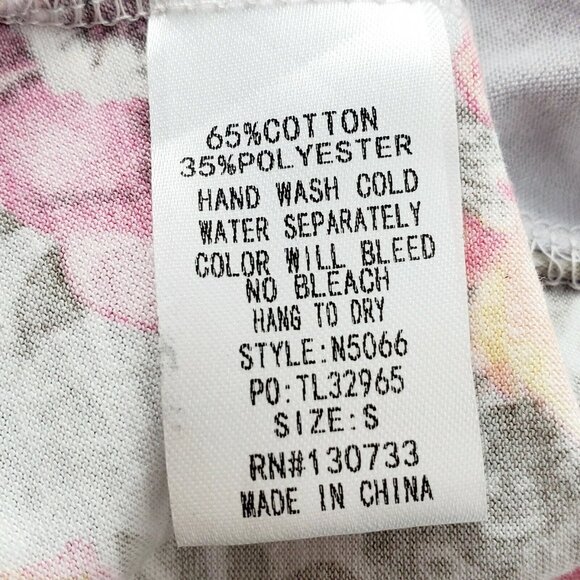 65%COTTON
35%POLYESTER
HAND WASH COLD
WATER SEPARATELY
COLOR WILL BLEED
NO BLEACH
HANG TO DRY
STYLE:N5066
PO:TL32965
SIZE:S
RN#130733
MADE IN CHINA